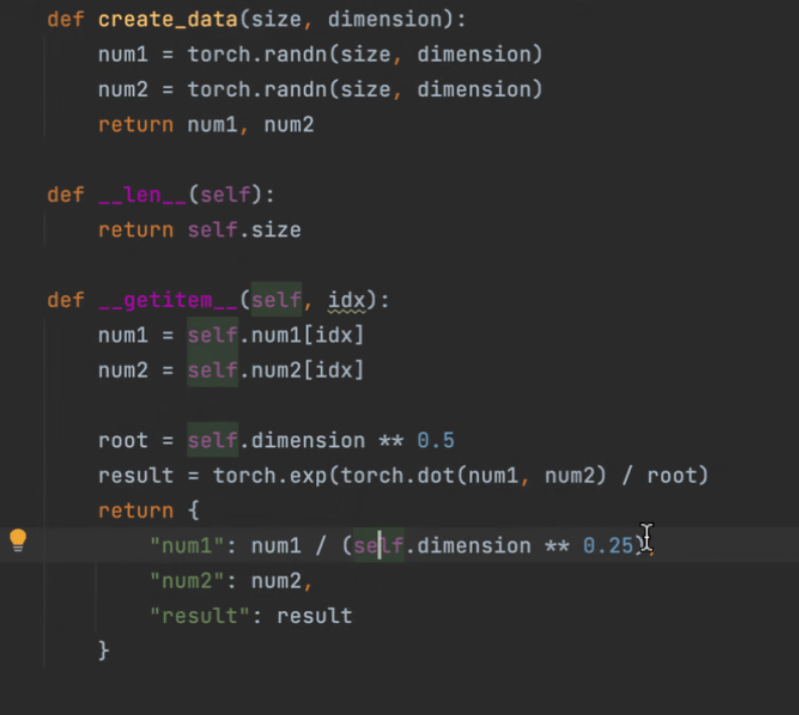 def create_data(size, dimension):
    num1 = torch.randn(size, dimension)
    num2 = torch.randn(size, dimension)
    return num1, num2
def __len__(self):
    return self.size
def __getitem__(self, idx):
    num1 = self.num1[idx]
    num2 = self.num2[idx]
    root = self.dimension ** 0.5
    result = torch.exp(torch.dot(num1, num2) / root)
    return {
        "num1": num1 / (self.dimension ** 0.25),
        "num2": num2,
        "result": result
    }